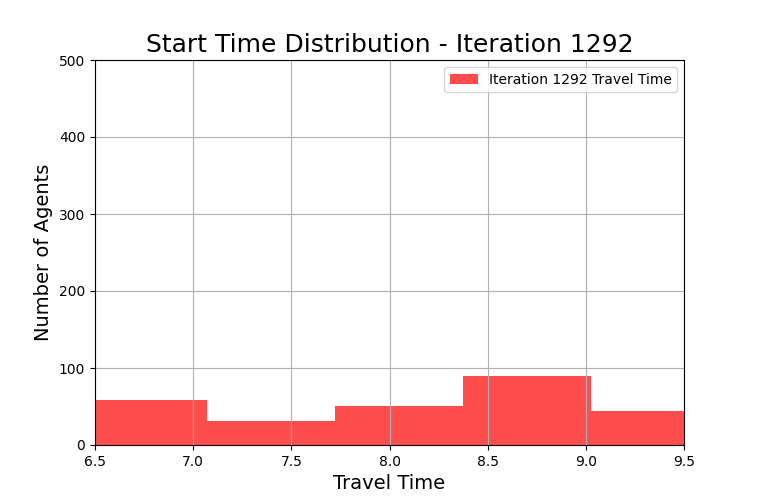 Start Time Distribution - Iteration 1292
Iteration 1292 Travel Time
Number of Agents
500
400
300
200
100
0
6.5 7.0 7.5 8.0 8.5 9.0 9.5
Travel Time